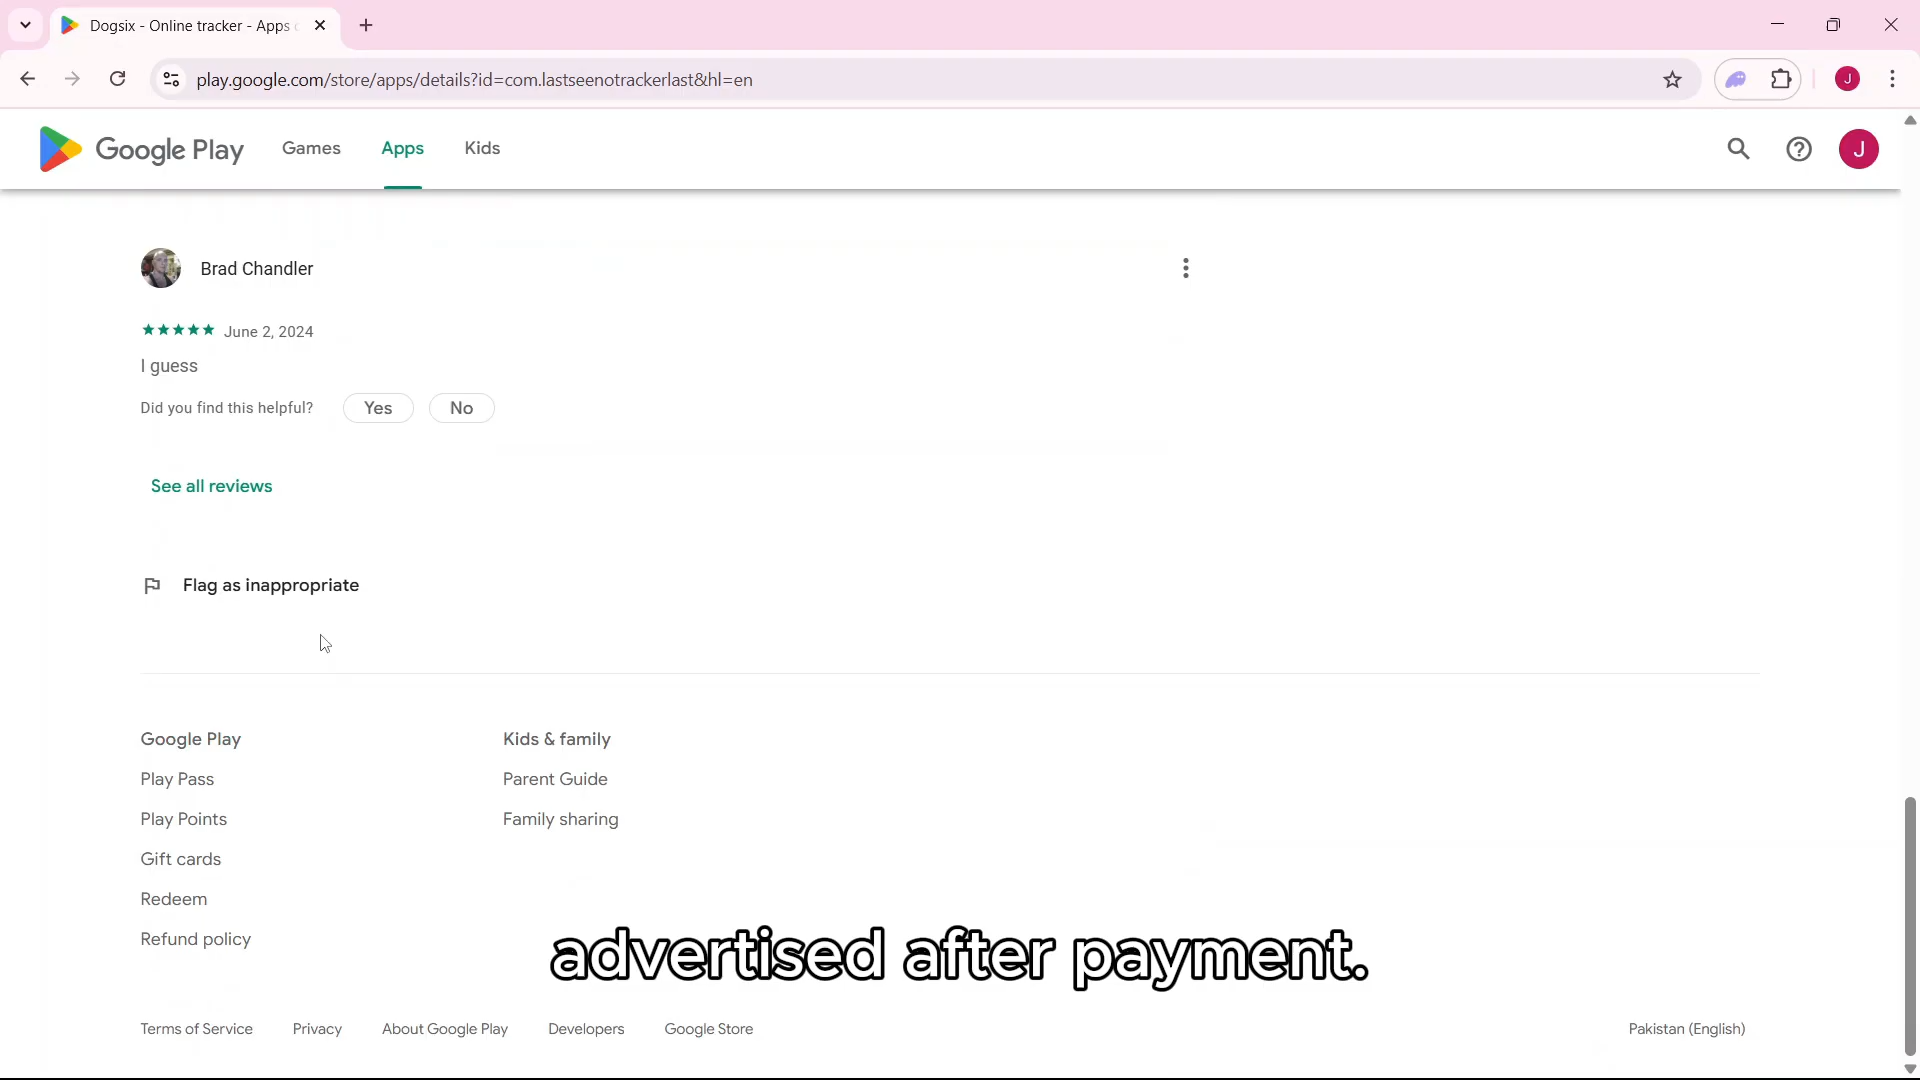 Dogsix - Online tracker - Apps
play.google.com/store/apps/details?id=com.lastseenotrackerlast&hl=en
J
Google Play
Games
Apps
Kids
J
Brad Chandler
June 2, 2024
I guess
Did you find this helpful?
Yes
No
See all reviews
Flag as inappropriate
Google Play
Kids & family
Play Pass
Parent Guide
Play Points
Family sharing
Gift cards
Redeem
Refund policy
advertised after payment.
Terms of Service
Privacy
About Google Play
Developers
Google Store
Pakistan (English)